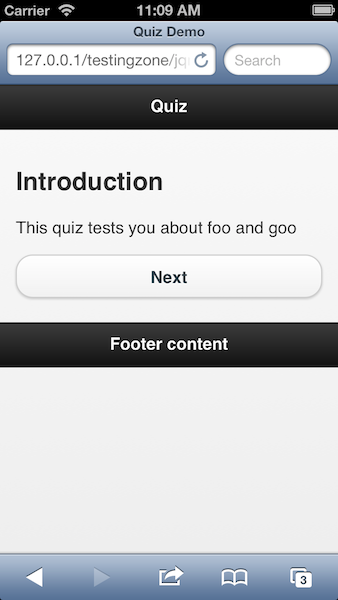 Carrier 11:09 AM
Quiz Demo
127.0.0.1/testingzone/jq
Search
Quiz
Introduction
This quiz tests you about foo and goo
Next
Footer content
3